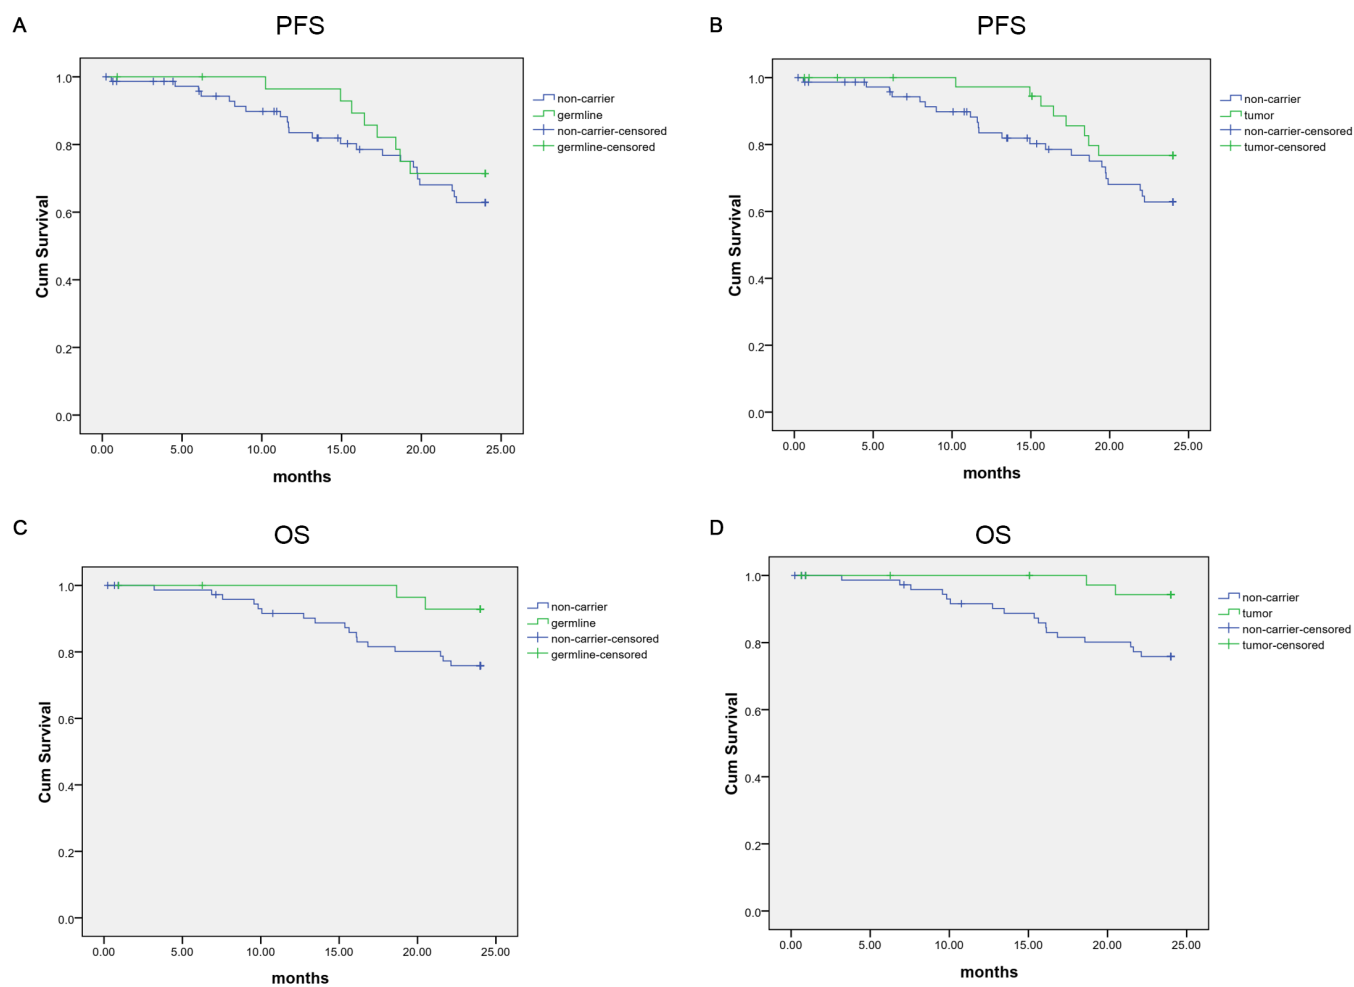 A
PFS
1.0
0.8
0.6
0.4
0.2
0.0
Cum Survival
0.00 5.00 10.00 15.00 20.00 25.00
months
non-carrier
germline
non-carrier-censored
germline-censored
B
PFS
1.0
0.8
0.6
0.4
0.2
0.0
Cum Survival
0.00 5.00 10.00 15.00 20.00 25.00
months
non-carrier
tumor
non-carrier-censored
tumor-censored
C
OS
1.0
0.8
0.6
0.4
0.2
0.0
Cum Survival
0.00 5.00 10.00 15.00 20.00 25.00
months
non-carrier
germline
non-carrier-censored
germline-censored
D
OS
1.0
0.8
0.6
0.4
0.2
0.0
Cum Survival
0.00 5.00 10.00 15.00 20.00 25.00
months
non-carrier
tumor
non-carrier-censored
tumor-censored